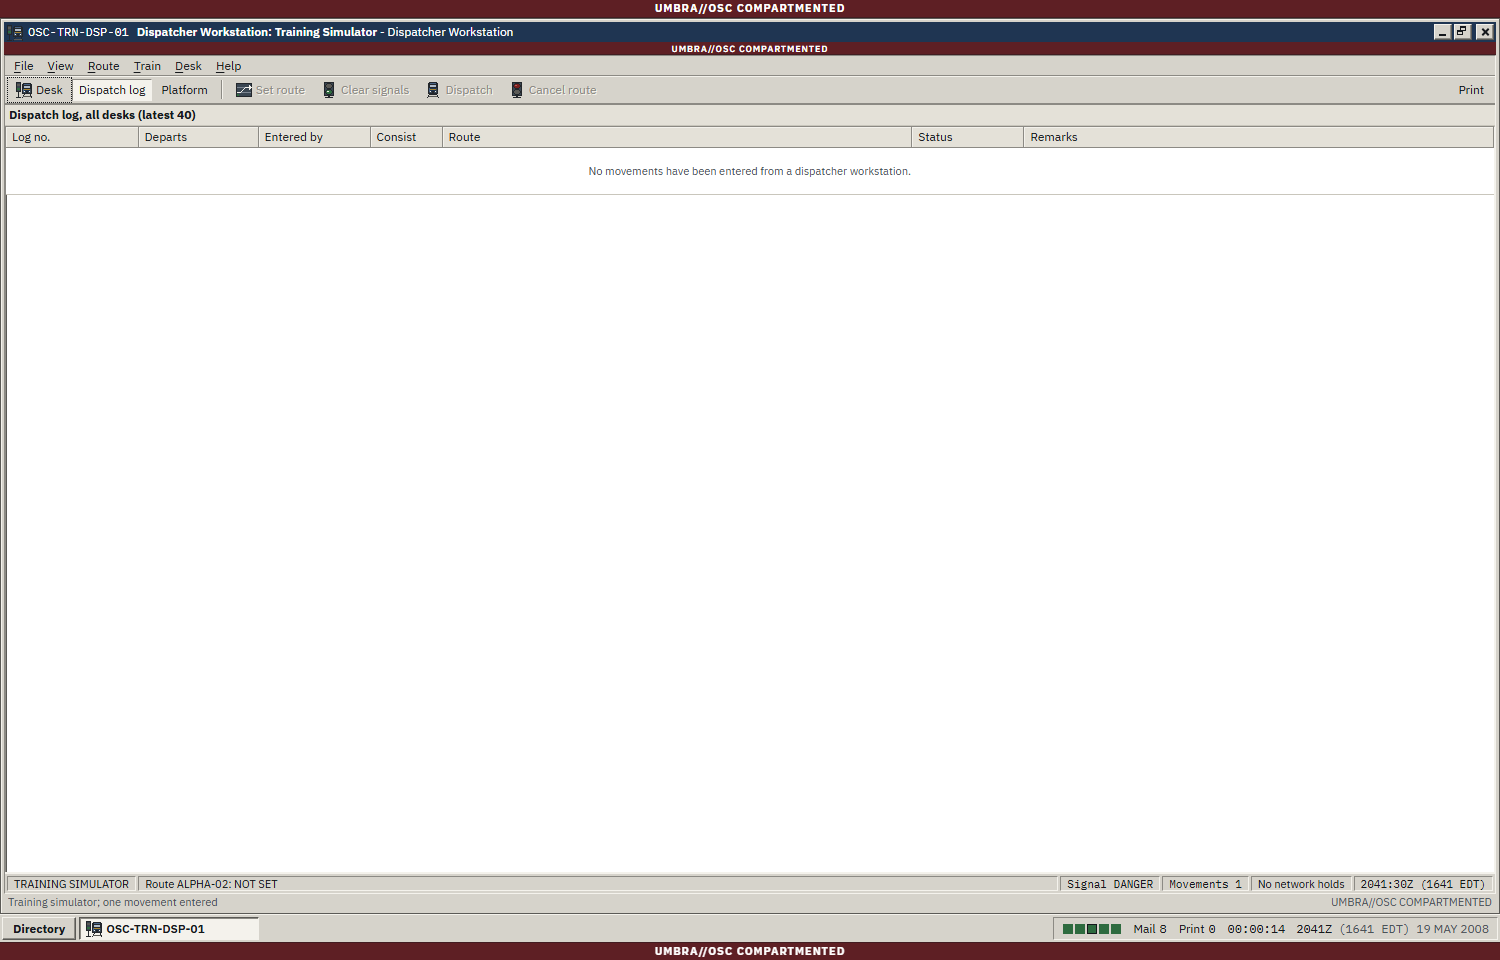 UMBRA//OSC COMPARTMENTED
OSC-TRN-DSP-01 Dispatcher Workstation: Training Simulator - Dispatcher Workstation
UMBRA//OSC COMPARTMENTED
File View Route Train Desk Help
Desk Dispatch log Platform Set route Clear signals Dispatch Cancel route Print
Dispatch log, all desks (latest 40)
Log no. Departs Entered by Consist Route Status Remarks
No movements have been entered from a dispatcher workstation.
TRAINING SIMULATOR Route ALPHA-02: NOT SET Signal DANGER Movements 1 No network holds 2041:30Z (1641 EDT)
Training simulator; one movement entered UMBRA//OSC COMPARTMENTED
Directory OSC-TRN-DSP-01 Mail 8 Print 0 00:00:14 2041Z (1641 EDT) 19 MAY 2008
UMBRA//OSC COMPARTMENTED